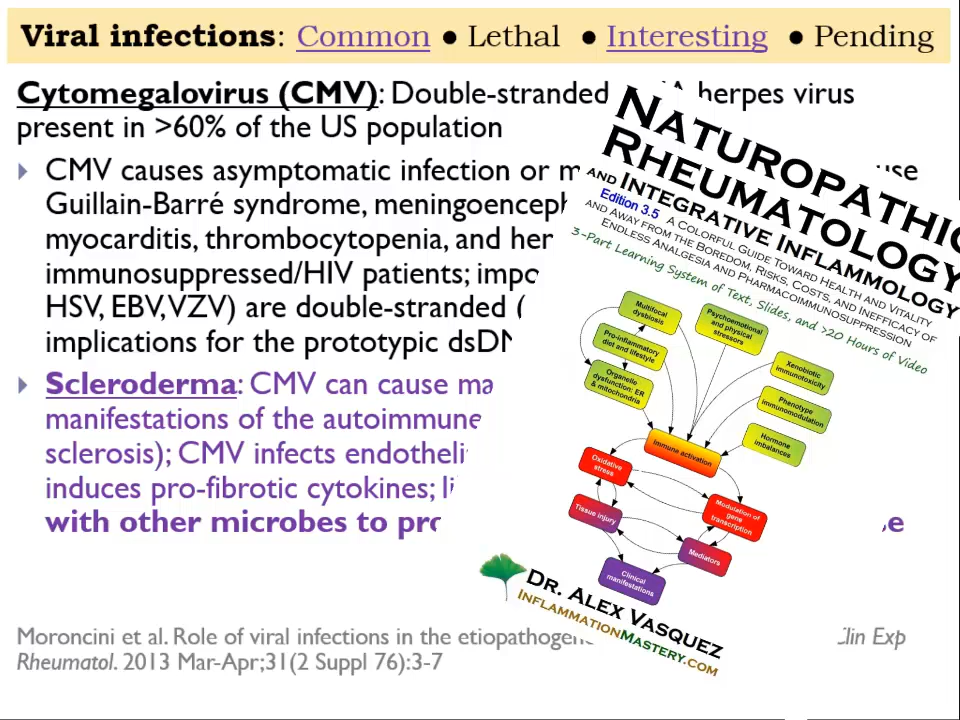 Viral infections: Common ● Lethal ● Interesting ● Pending
Cytomegalovirus (CMV): Double-stranded herpes virus
present in >60% of the US population
CMV causes asymptomatic infection or
Guillain-Barré syndrome,
myocarditis, thrombocytopenia, and
immunosuppressed/HIV patients;
HSV, EBV, VZV) are double-stranded (
implications for the prototypic
Scleroderma: CMV can cause
manifestations of the autoimmune
sclerosis); CMV infects
induces pro-fibrotic cytokines;
with other microbes to
Moroncini et al. Role of viral infections in the Clin Exp
Rheumatol. 2013 Mar-Apr;31(2 Suppl 76):3-7
NATUROPATHIC
RHEUMATOLOGY
AND INTEGRATIVE INFLAMMOLOGY
Edition 3.5 A COLORFUL GUIDE TOWARD HEALTH AND VITALITY
AND AWAY FROM THE BOREDOM, RISKS, COSTS, AND INEFFICACY OF
ENDLESS ANALGESIA AND PHARMACOIMMUNOSUPPRESSION
3-Part Learning System of Text, Slides, and >20 Hours of Video
Multifocal
dysbiosis
Psychoemotional
and physical
stressors
Pro-inflammatory
diet and lifestyle
Organelle
dysfunction: ER
& mitochondria
Xenobiotic
immunotoxicity
Phenotype
immunomodulation
Hormone
imbalances
Immune activation
Oxidative
stress
Tissue injury
Modulation of
gene
transcription
Mediators
Clinical
manifestations
DR. ALEX VASQUEZ
INFLAMMATIONMASTERY.COM